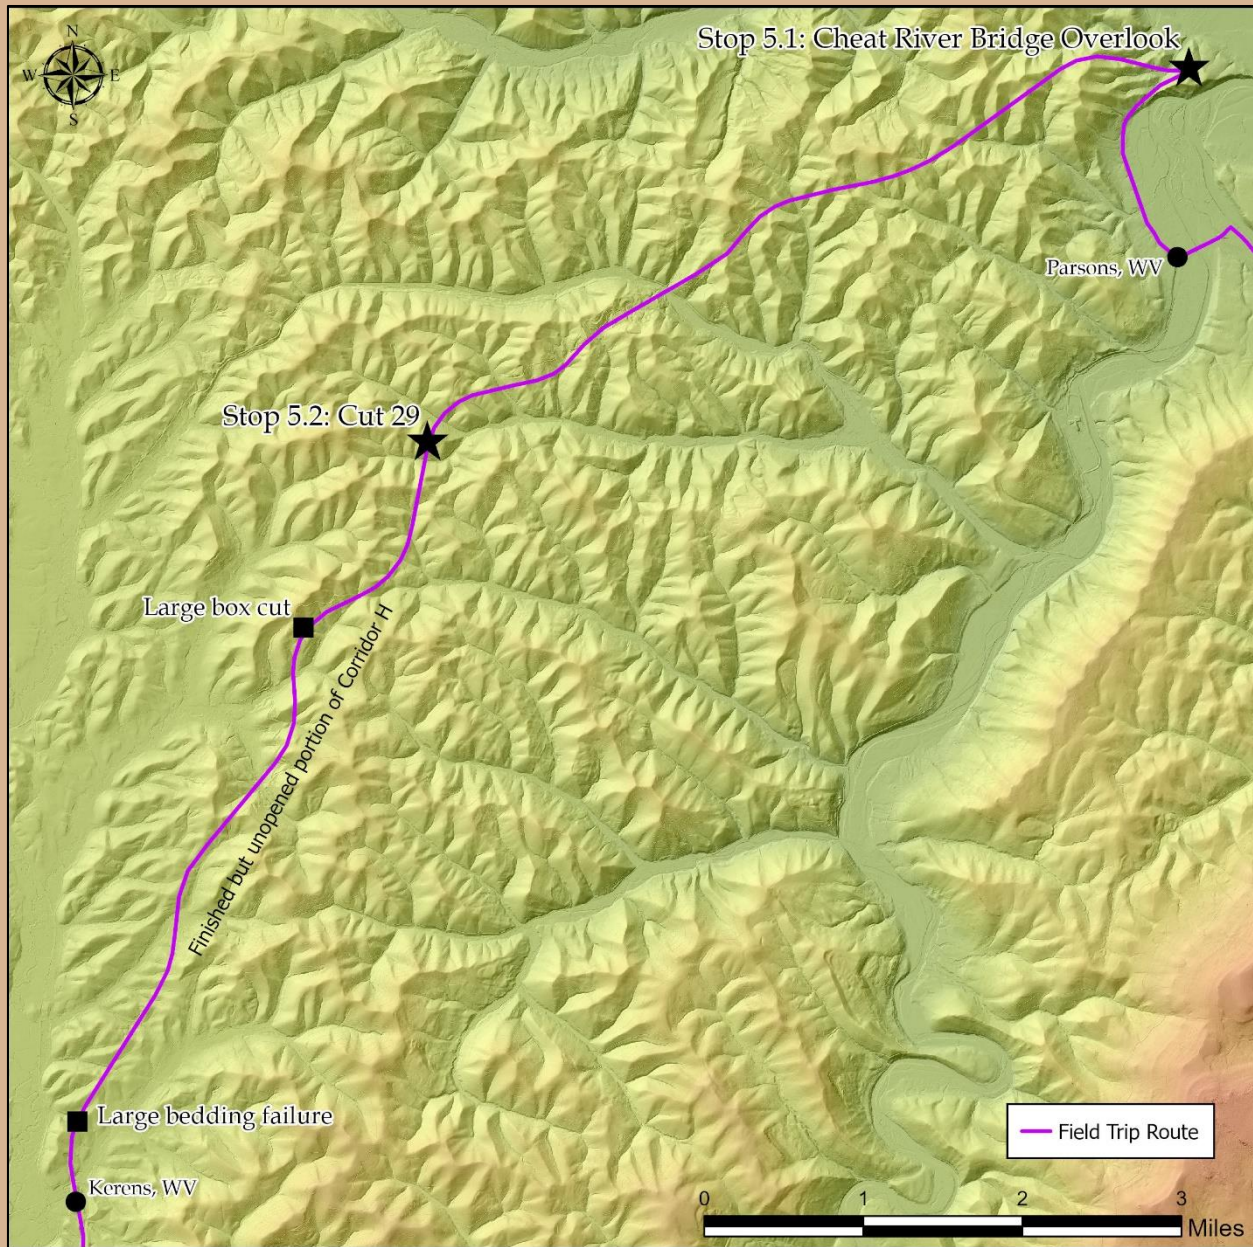 N
W E
S
Stop 5.1: Cheat River Bridge Overlook
Parsons, WV
Stop 5.2: Cut 29
Large box cut
Finished but unopened portion of Corridor H
Large bedding failure
Kerens, WV
Field Trip Route
0 1 2 3
Miles